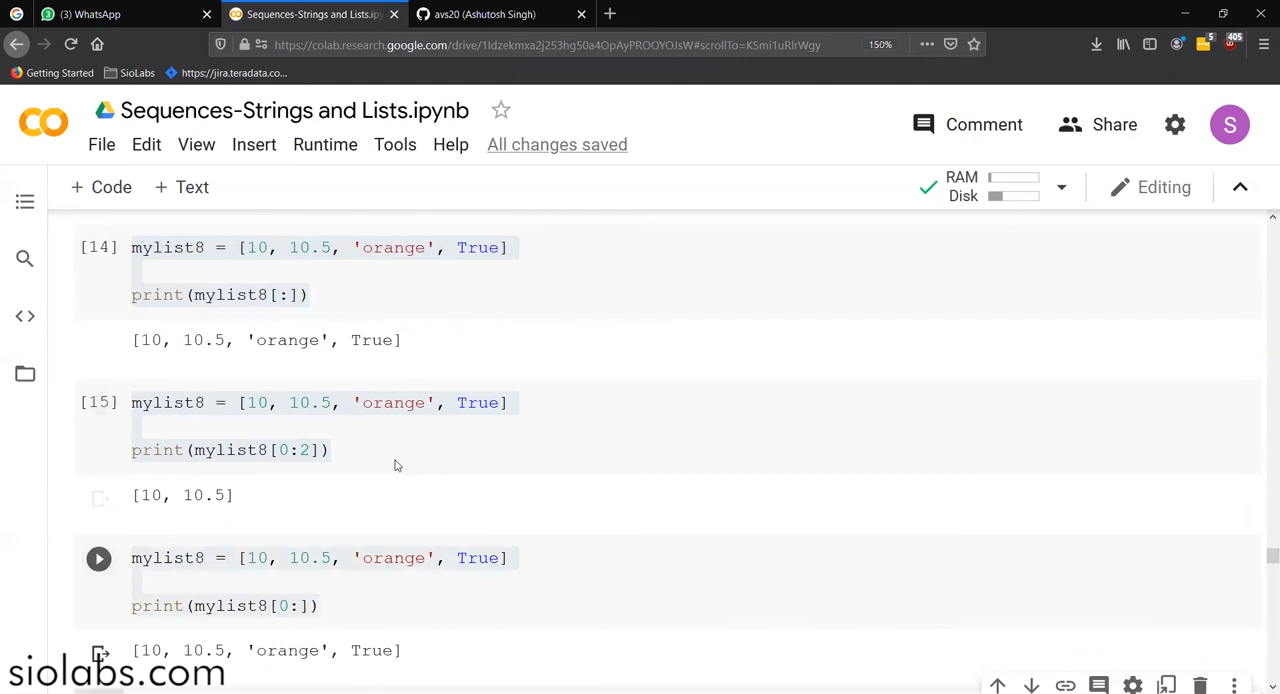 (3) WhatsApp
Sequences-Strings and Lists.ipyn
avs20 (Ashutosh Singh)
https://colab.research.google.com/drive/1ldzekmxa2j253hg50a4OpAyPROOYOJsW#scrollTo=KSmi1uRlrWgy
150%
5
405
Getting Started
SioLabs
https://jira.teradata.co...
CO
Sequences-Strings and Lists.ipynb
Comment
Share
S
File Edit View Insert Runtime Tools Help All changes saved
+ Code + Text
RAM
Disk
Editing
[14] mylist8 = [10, 10.5, 'orange', True]
print(mylist8[:])
[10, 10.5, 'orange', True]
[15] mylist8 = [10, 10.5, 'orange', True]
print(mylist8[0:2])
[10, 10.5]
mylist8 = [10, 10.5, 'orange', True]
print(mylist8[0:])
[10, 10.5, 'orange', True]
siolabs.com